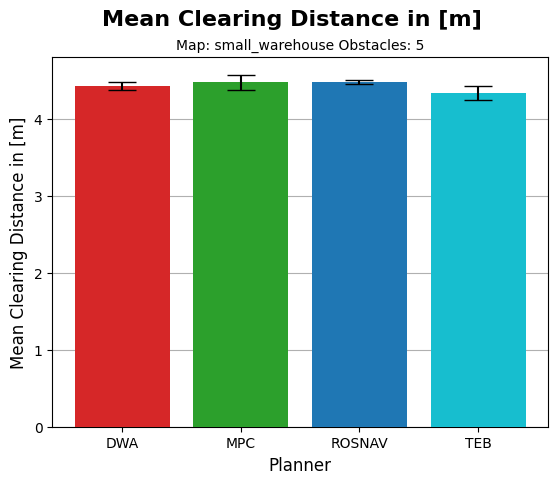 Mean Clearing Distance in [m]
Map: small_warehouse Obstacles: 5
Mean Clearing Distance in [m]
4
3
2
1
0
DWA MPC ROSNAV TEB
Planner